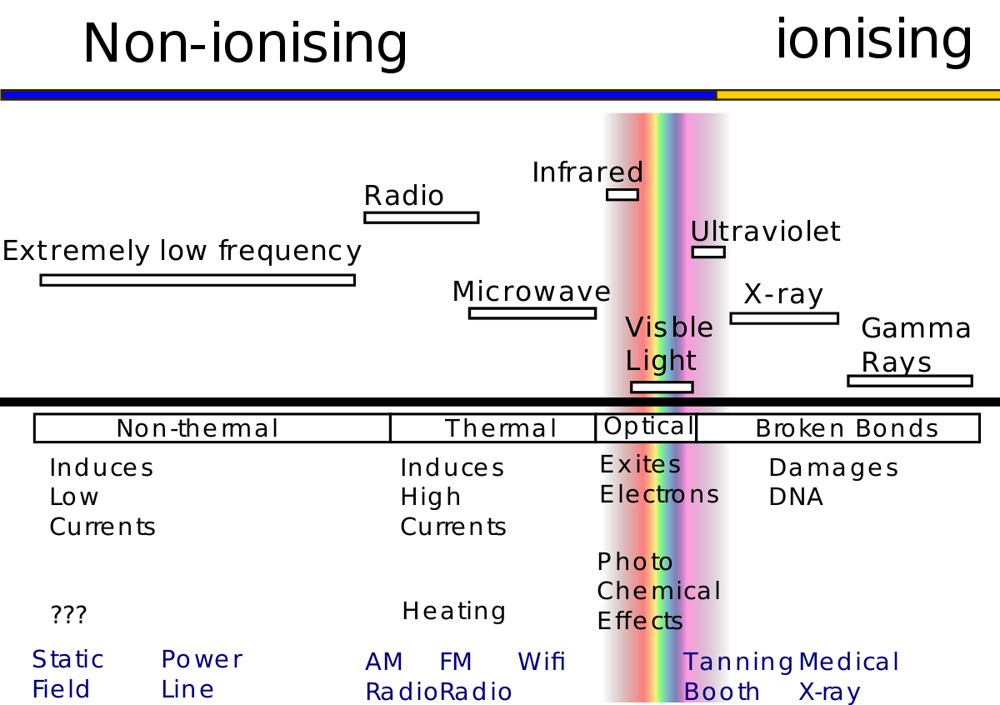 Non-ionising
ionising
Infrared
Radio
Ultraviolet
Extremely low frequency
Microwave
X-ray
Visble
Light
Gamma
Rays
Non-thermal
Thermal
Optical
Broken Bonds
Induces
Low
Currents
Induces
High
Currents
Exites
Electrons
Damages
DNA
???
Heating
Photo
Chemical
Effects
Static
Field
Power
Line
AM
Radio
FM
Radio
Wifi
Tanning
Booth
Medical
X-ray